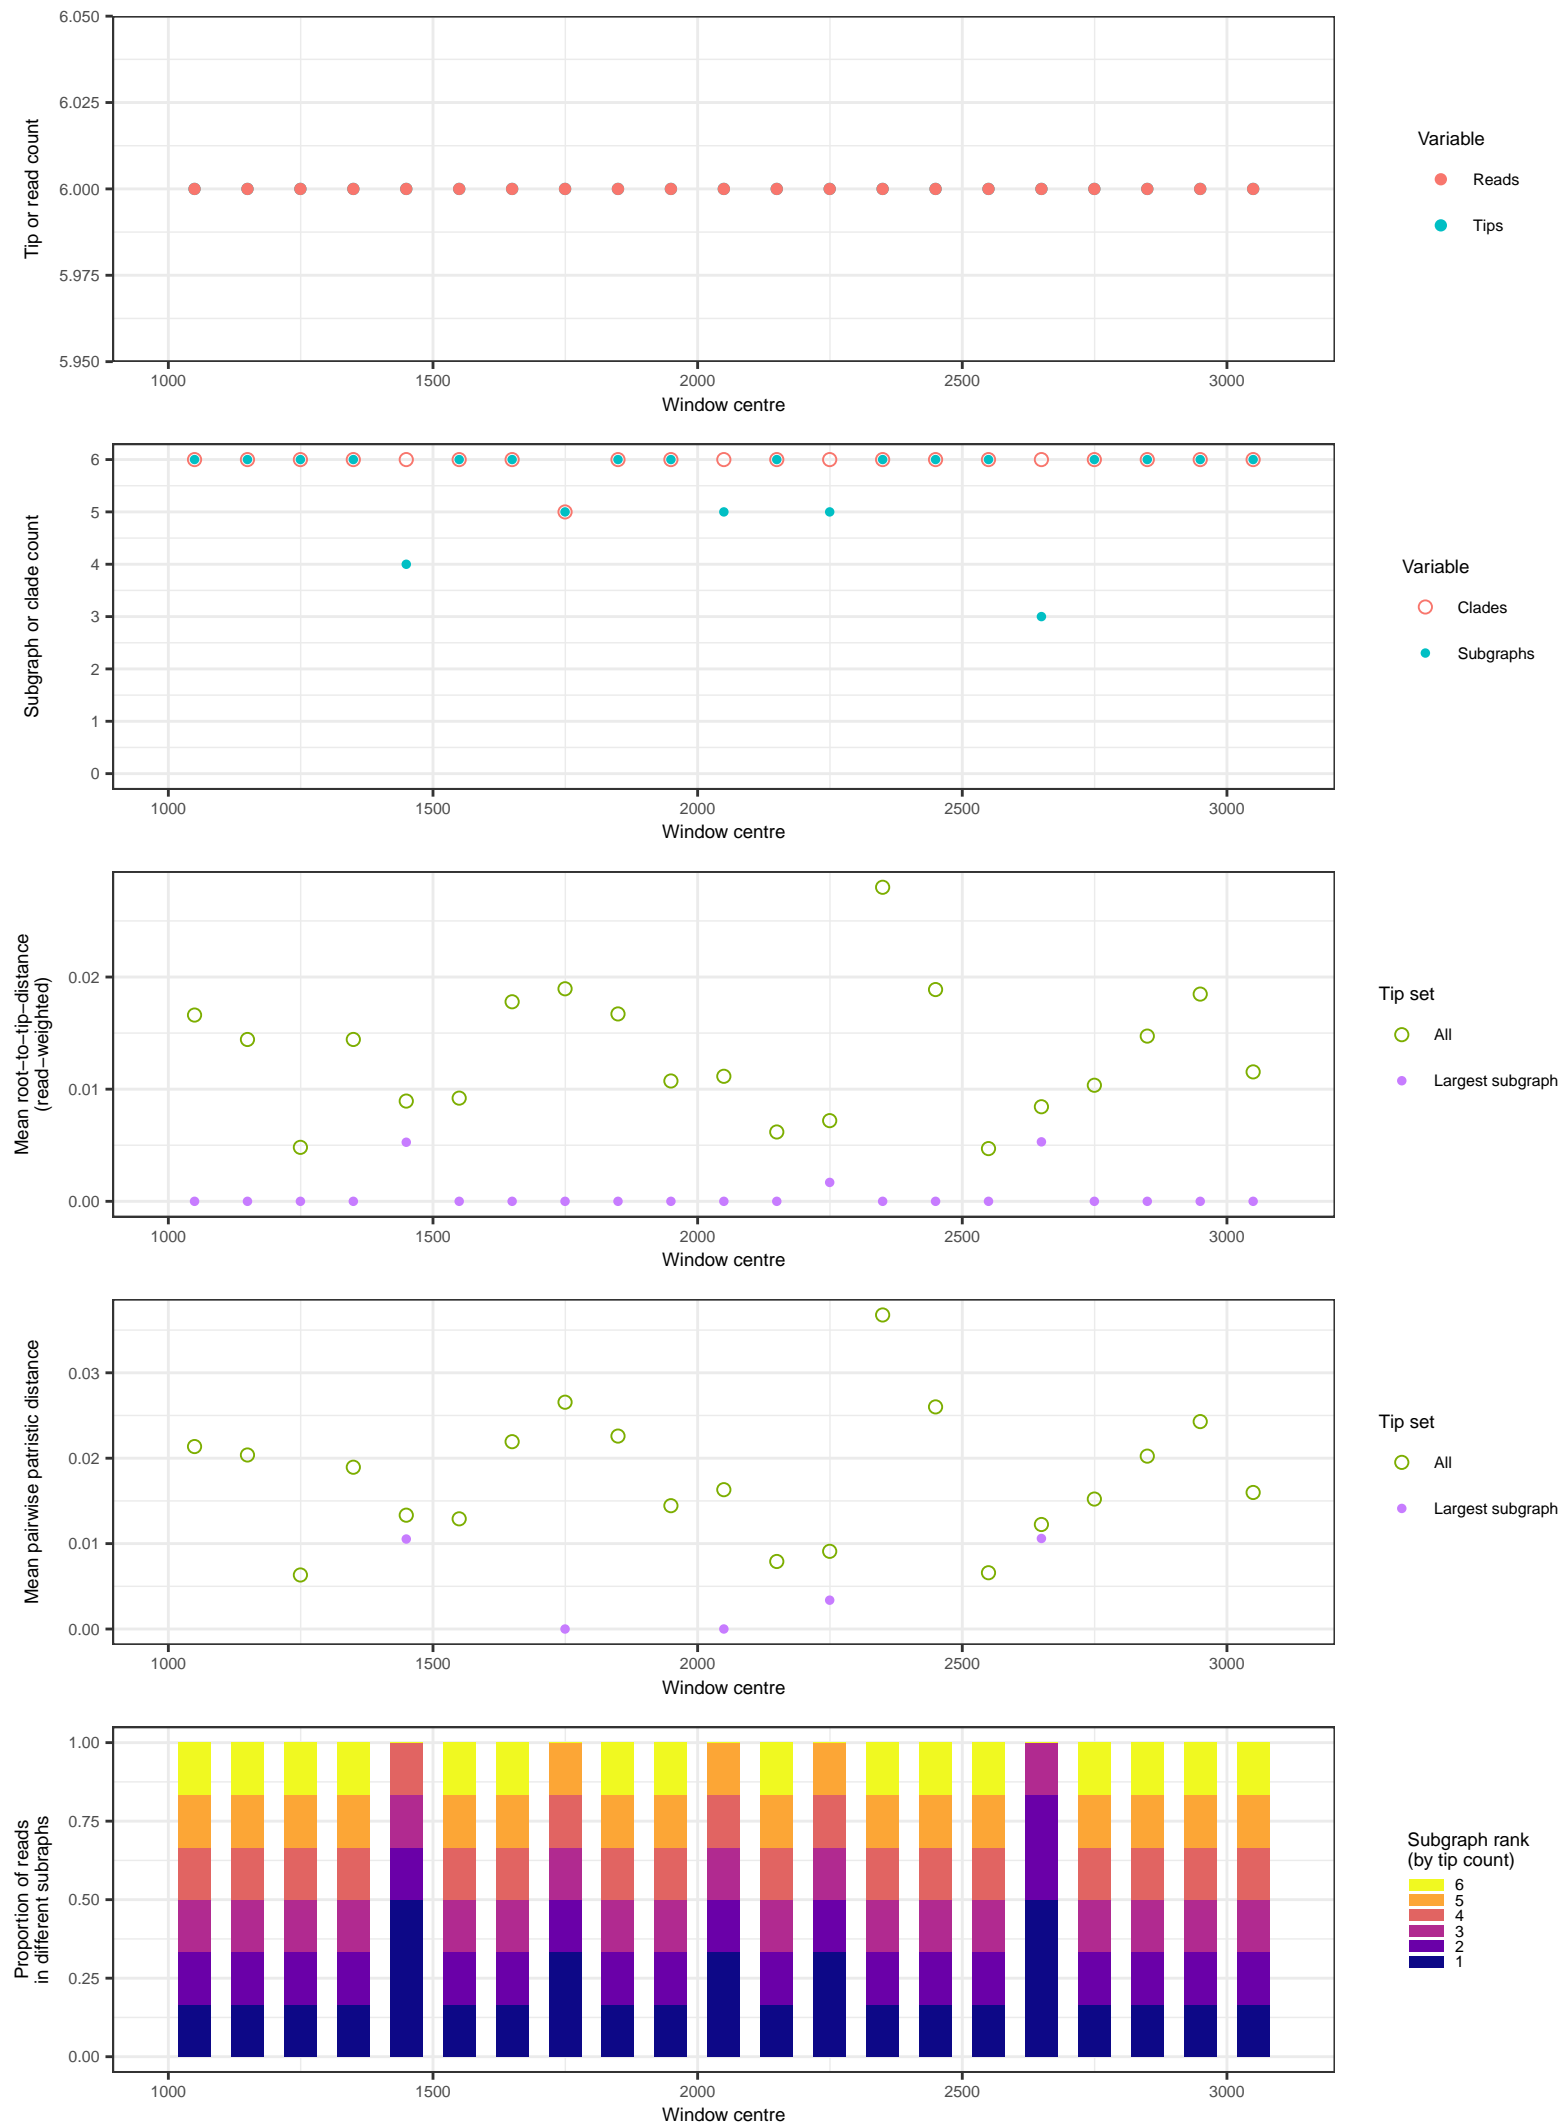 6.050
6.025
6.000
5.975
5.950
Tip or read count
1000 1500 2000 2500 3000
Window centre
Variable
Reads
Tips
6
5
4
3
2
1
0
Subgraph or clade count
1000 1500 2000 2500 3000
Window centre
Variable
Clades
Subgraphs
0.02
0.01
0.00
Mean root−to−tip−distance
(read−weighted)
1000 1500 2000 2500 3000
Window centre
Tip set
All
Largest subgraph
0.03
0.02
0.01
0.00
Mean pairwise patristic distance
1000 1500 2000 2500 3000
Window centre
Tip set
All
Largest subgraph
1.00
0.75
0.50
0.25
0.00
Proportion of reads
in different subraphs
1000 1500 2000 2500 3000
Window centre
Subgraph rank
(by tip count)
6
5
4
3
2
1